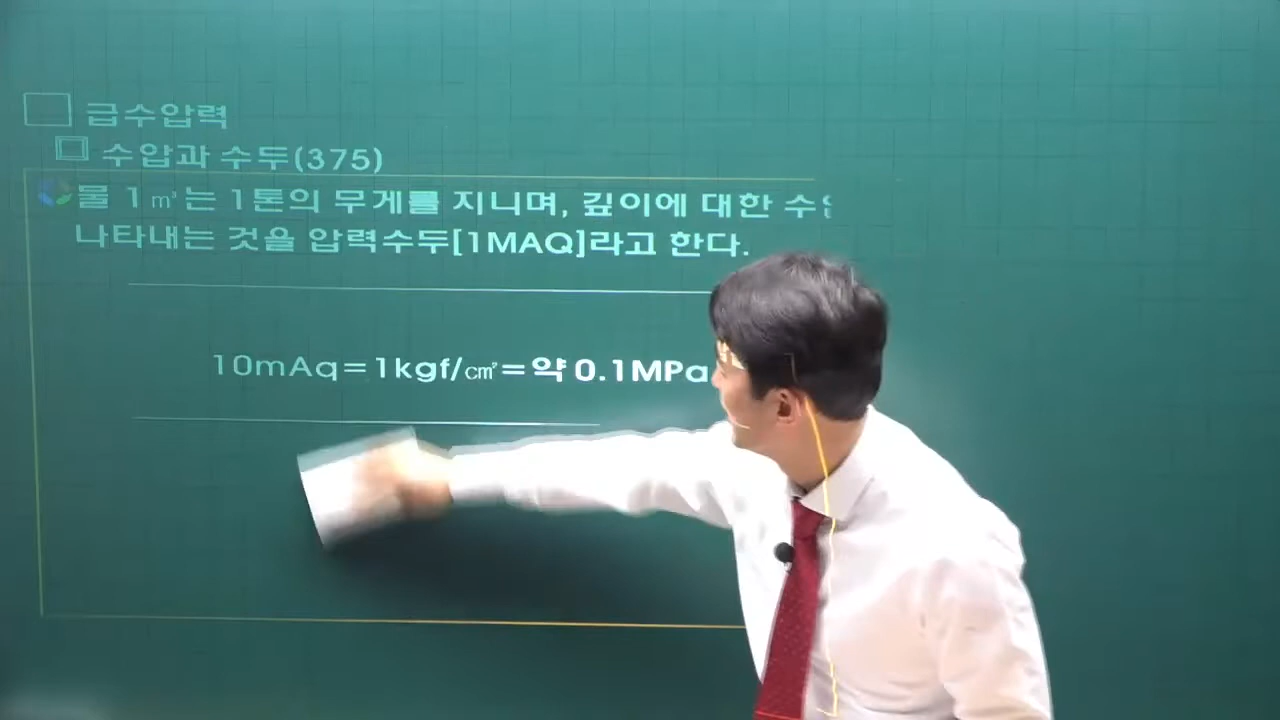 급수압력
수압과 수두(375)
물 1㎥는 1톤의 무게를 지니며, 깊이에 대한
나타내는 것을 압력수두[1MAQ]라고 한다.
10mAq=1kgf/㎠=약 0.1MPa